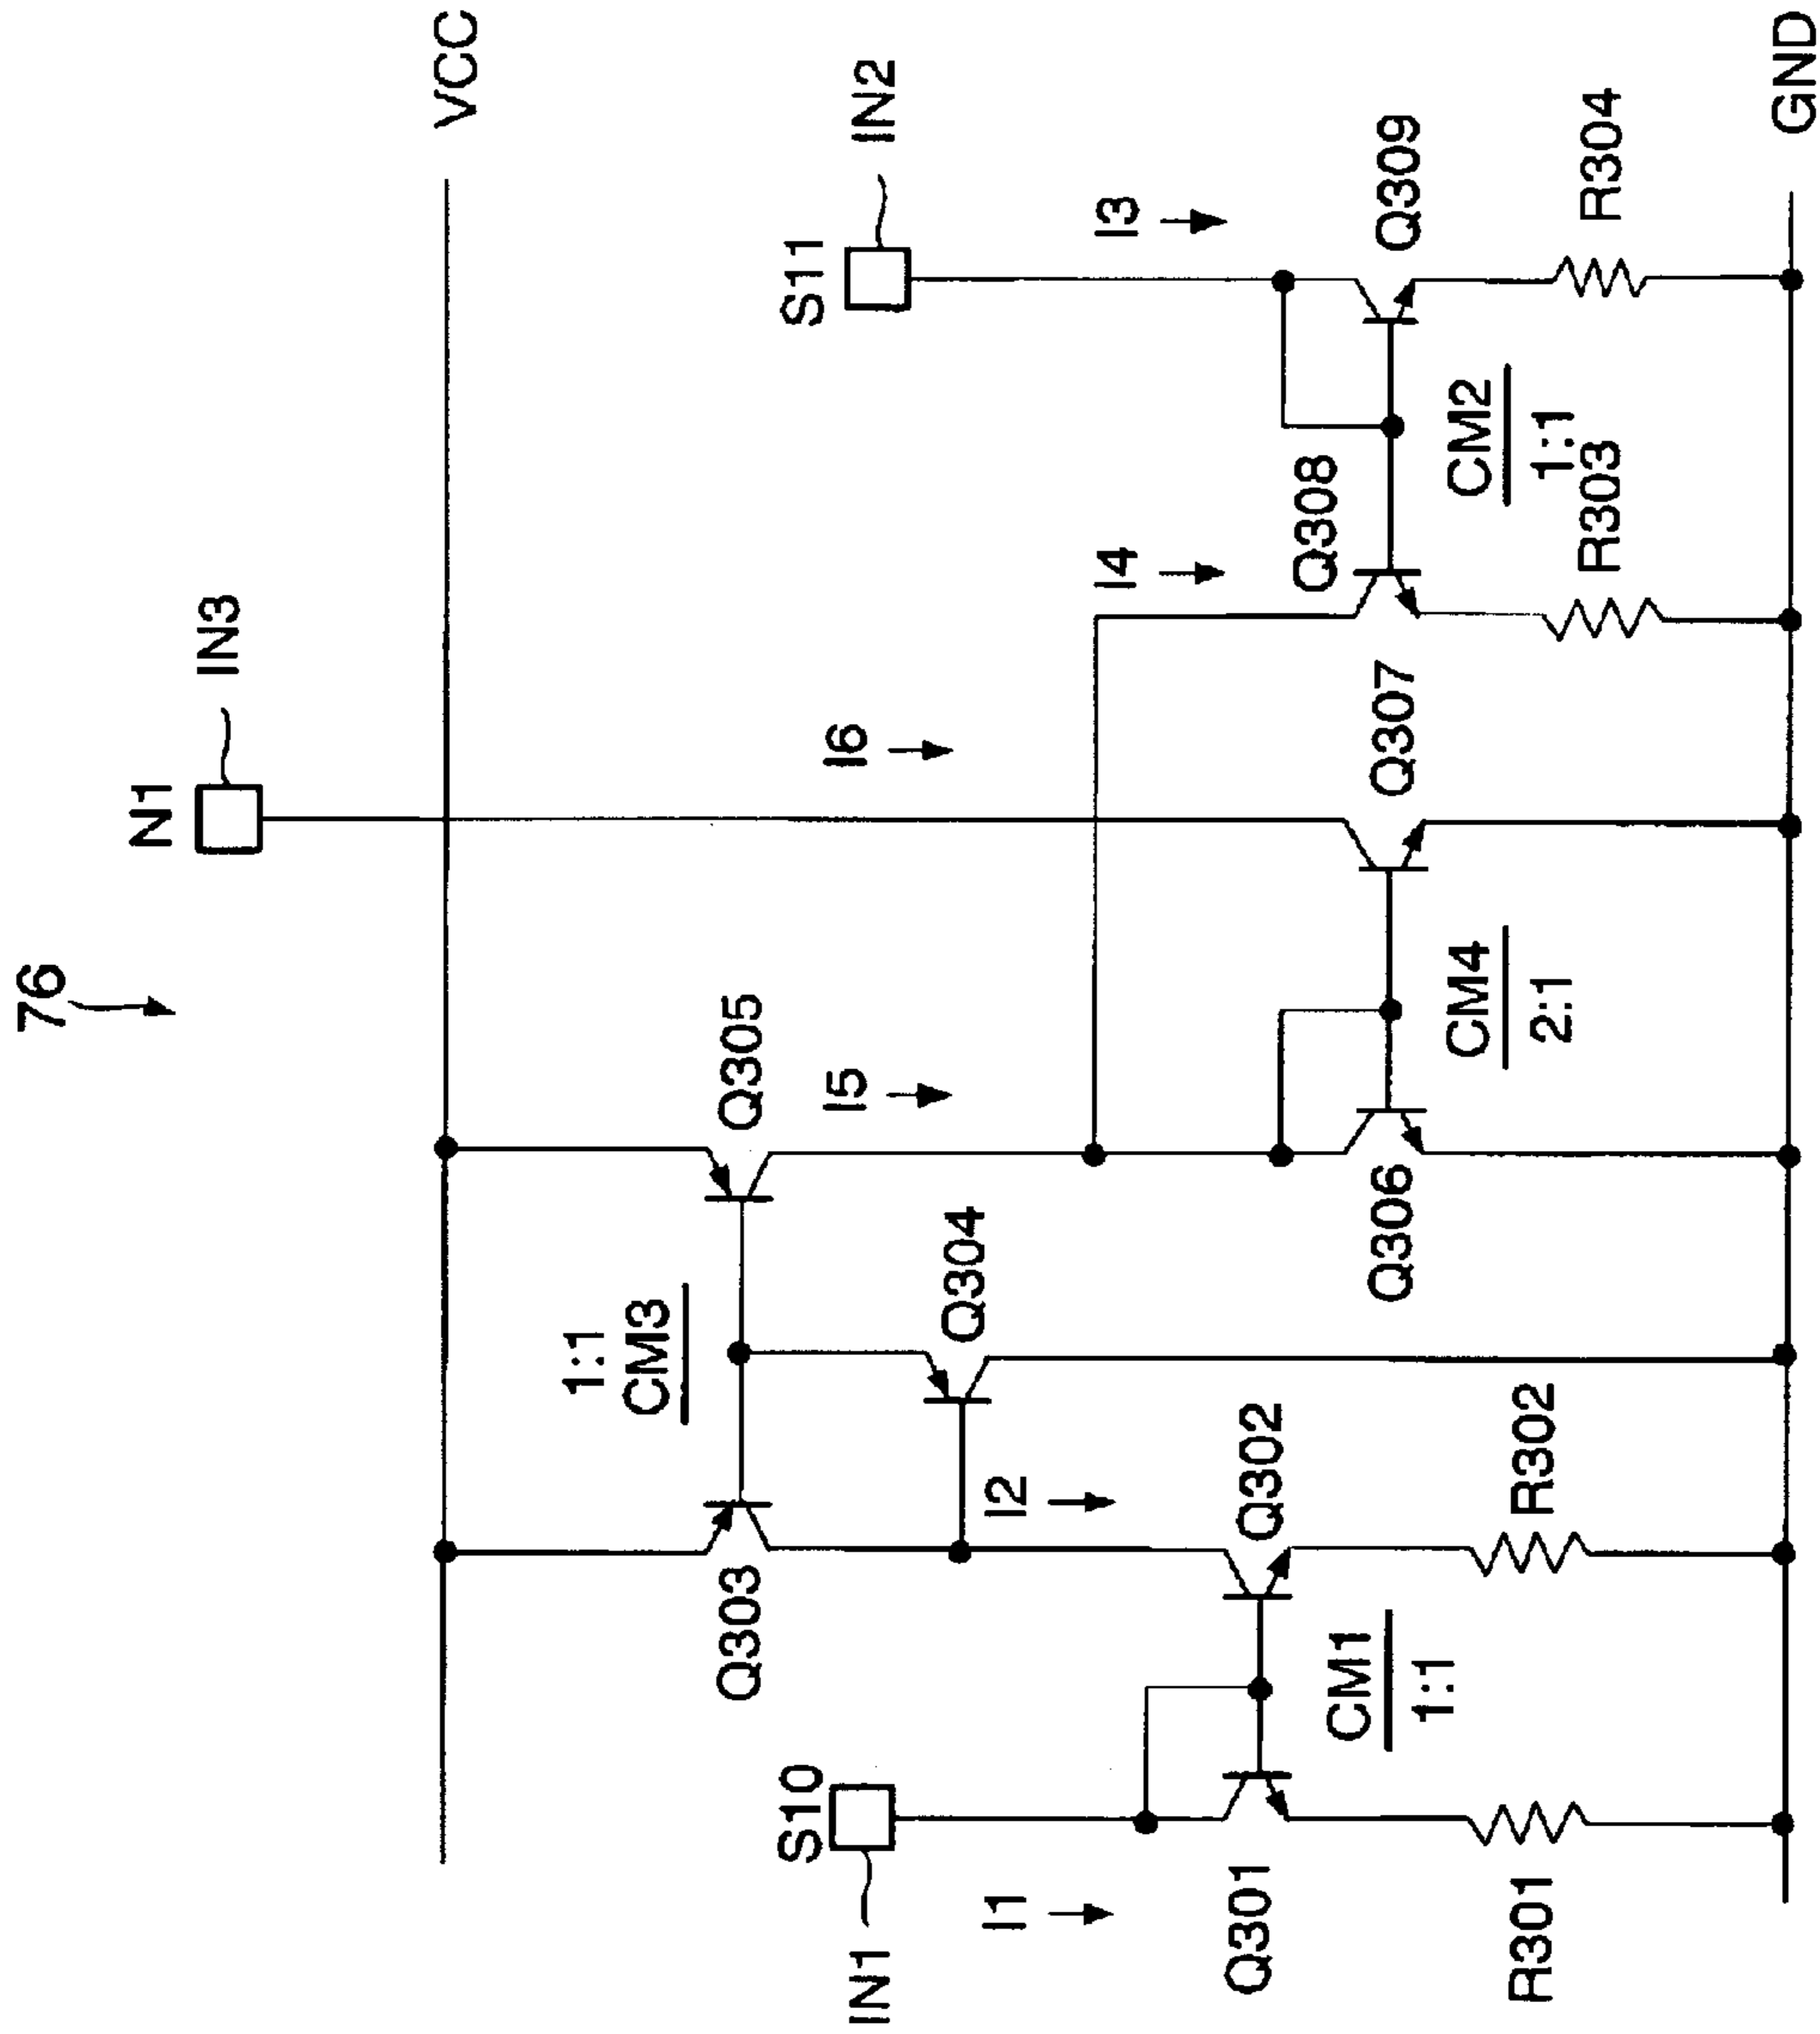 76
N1
IN3
VCC
1:1
CM3
Q303
Q305
S10
IN1
S11
IN2
I5
I6
Q304
I1
I2
I4
I3
Q301
Q302
Q306
Q307
Q308
Q309
CM1
1:1
CM4
2:1
CM2
1:1
R301
R302
R303
R304
GND